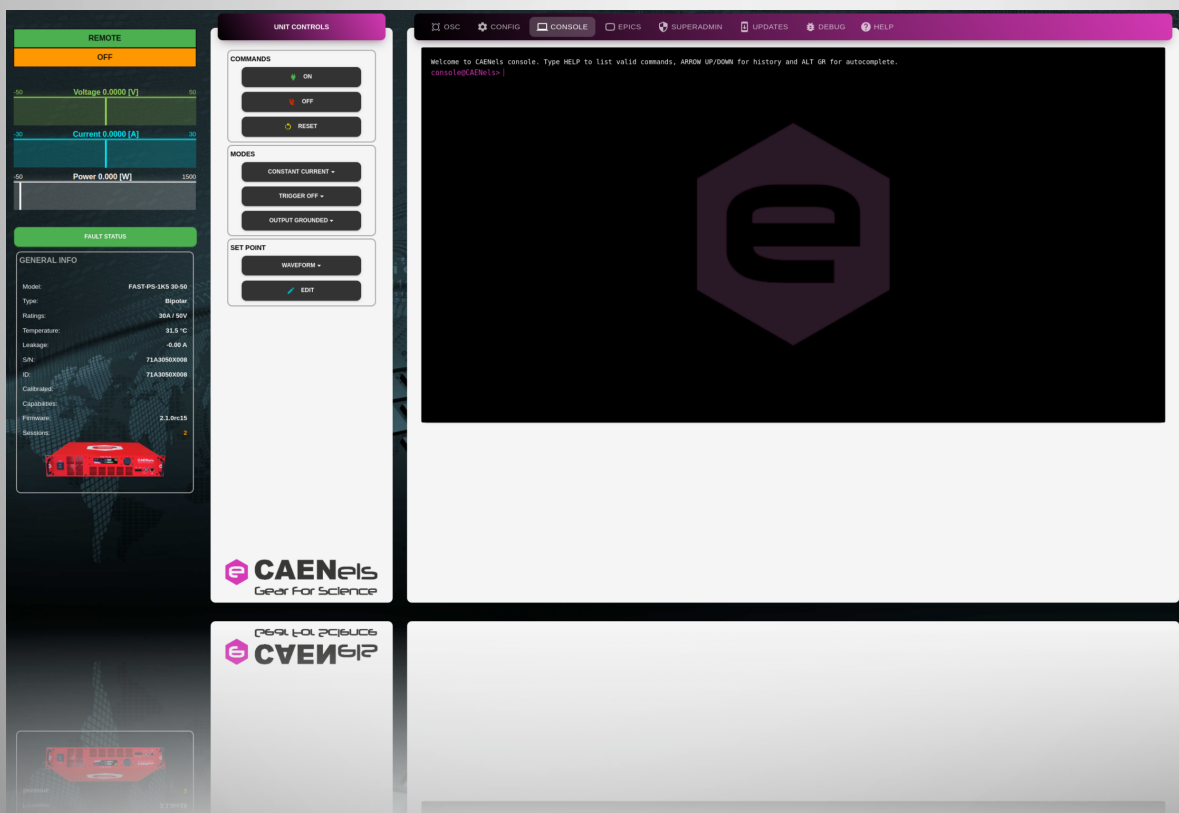 REMOTE
OFF
-50 Voltage 0.0000 [V] 50
-30 Current 0.0000 [A] 30
-50 Power 0.000 [W] 1500
FAULT STATUS
GENERAL INFO
Model: FAST-PS-1K5 30-50
Type: Bipolar
Ratings: 30A / 50V
Temperature: 31.5 °C
Leakage: -0.00 A
S/N: 71A3050X008
ID: 71A3050X008
Calibrated:
Capabilities:
Firmware: 2.1.0rc15
Sessions: 2
UNIT CONTROLS
COMMANDS
ON
OFF
RESET
MODES
CONSTANT CURRENT
TRIGGER OFF
OUTPUT GROUNDED
SET POINT
WAVEFORM
EDIT
CAENels
Gear For Science
OSC CONFIG CONSOLE EPICS SUPERADMIN UPDATES DEBUG HELP
Welcome to CAENels console. Type HELP to list valid commands, ARROW UP/DOWN for history and ALT GR for autocomplete.
console@CAENels>